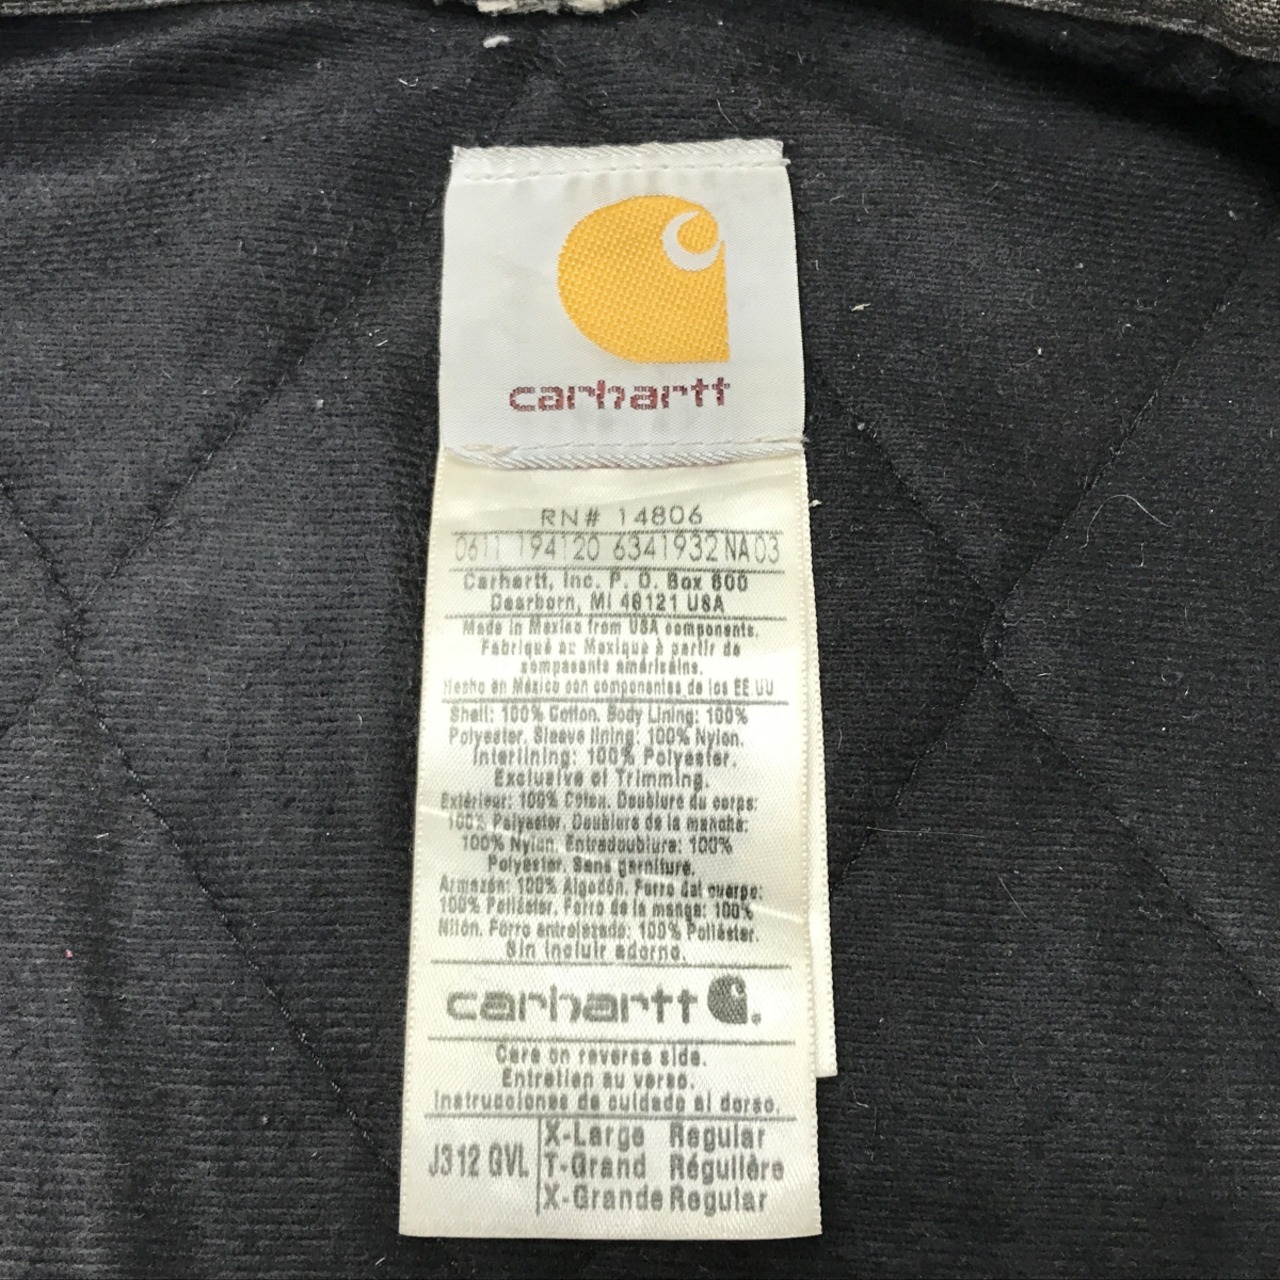 carhartt
RN# 14806
0611 194120 6341932 NA 03
Carhartt, Inc. P. O. Box 600
Dearborn, MI 48121 USA
Made in Mexico from USA components.
Fabriqué au Mexique à partir de
composants américains.
Hecho en México con componentes de los EE.UU
Shell: 100% Cotton. Body Lining: 100%
Polyester. Sleeve lining: 100% Nylon.
Interlining: 100% Polyester.
Exclusive of Trimming.
Extérieur: 100% Coton. Doublure du corps:
100% Polyester. Doublure de la manche:
100% Nylon. Entredoublure: 100%
Polyester. Sans garniture.
Armazón: 100% Algodón. Forro del cuerpo:
100% Poliéster. Forro de la manga: 100%
Nilón. Forro entrelazado: 100% Poliéster.
Sin incluir adorno.
carhartt
Care on reverse side.
Entretien au verso.
Instrucciones de cuidado al dorso.
J312 GVL
X-Large Regular
T-Grand Régulière
X-Grande Regular